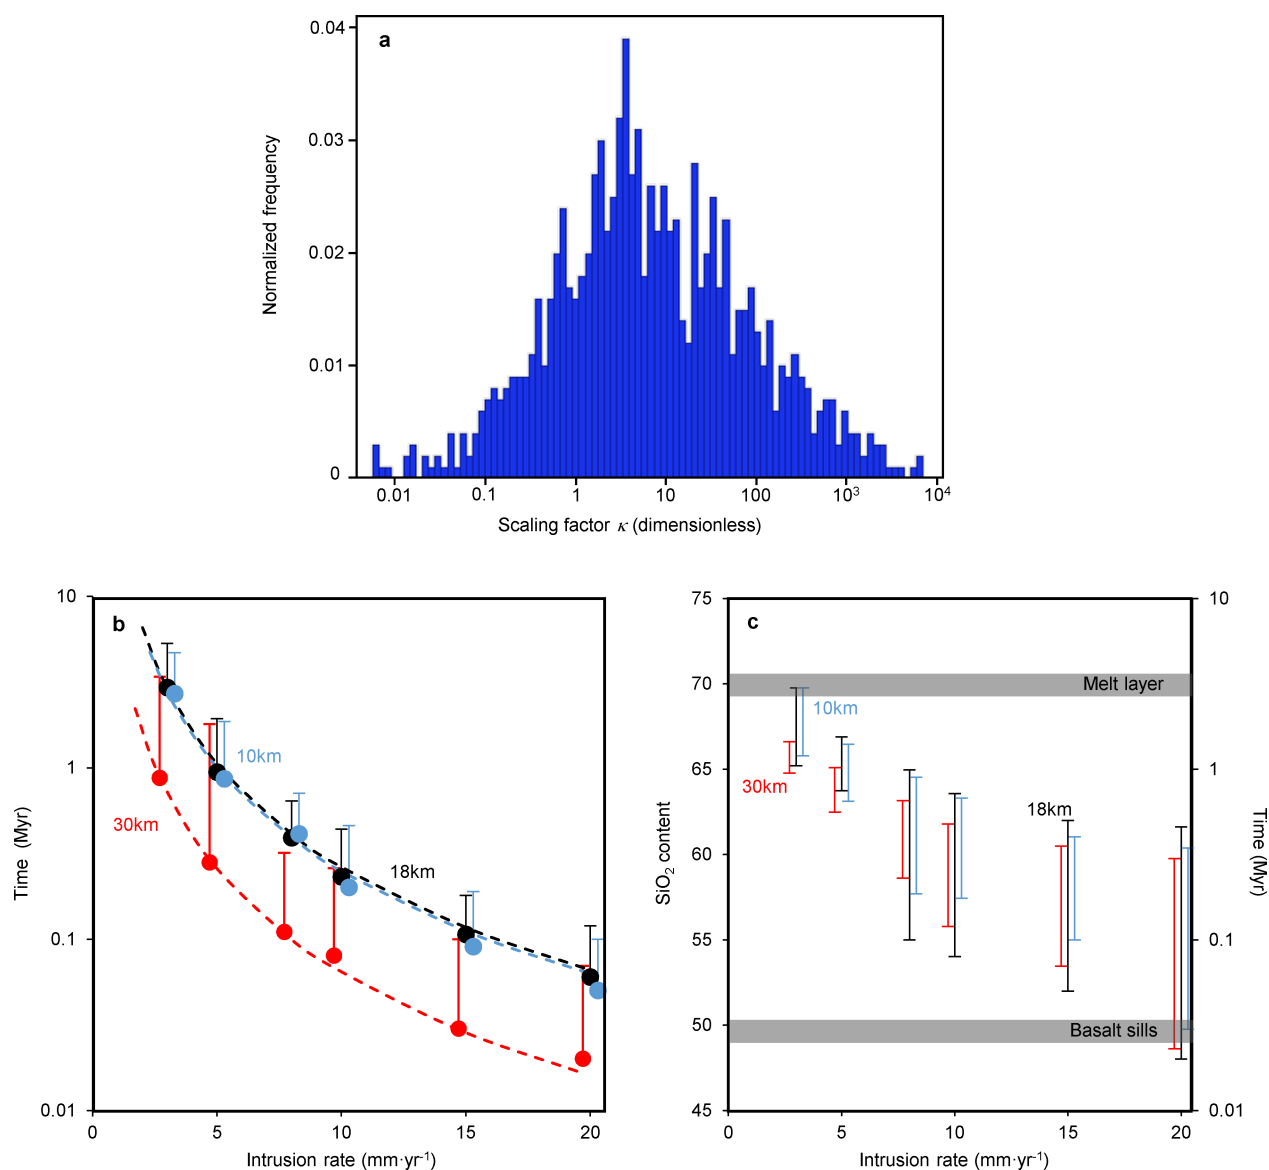 a
0.04
0.03
0.02
0.01
0
Normalized frequency
0.01 0.1 1 10 100 10³ 10⁴
Scaling factor κ (dimensionless)
b
10
1
0.1
0.01
Time (Myr)
10km
30km
18km
0 5 10 15 20
Intrusion rate (mm·yr⁻¹)
c
75
70
65
60
55
50
45
SiO₂ content
Melt layer
10km
30km
18km
Basalt sills
10
1
0.1
0.01
Time (Myr)
0 5 10 15 20
Intrusion rate (mm·yr⁻¹)